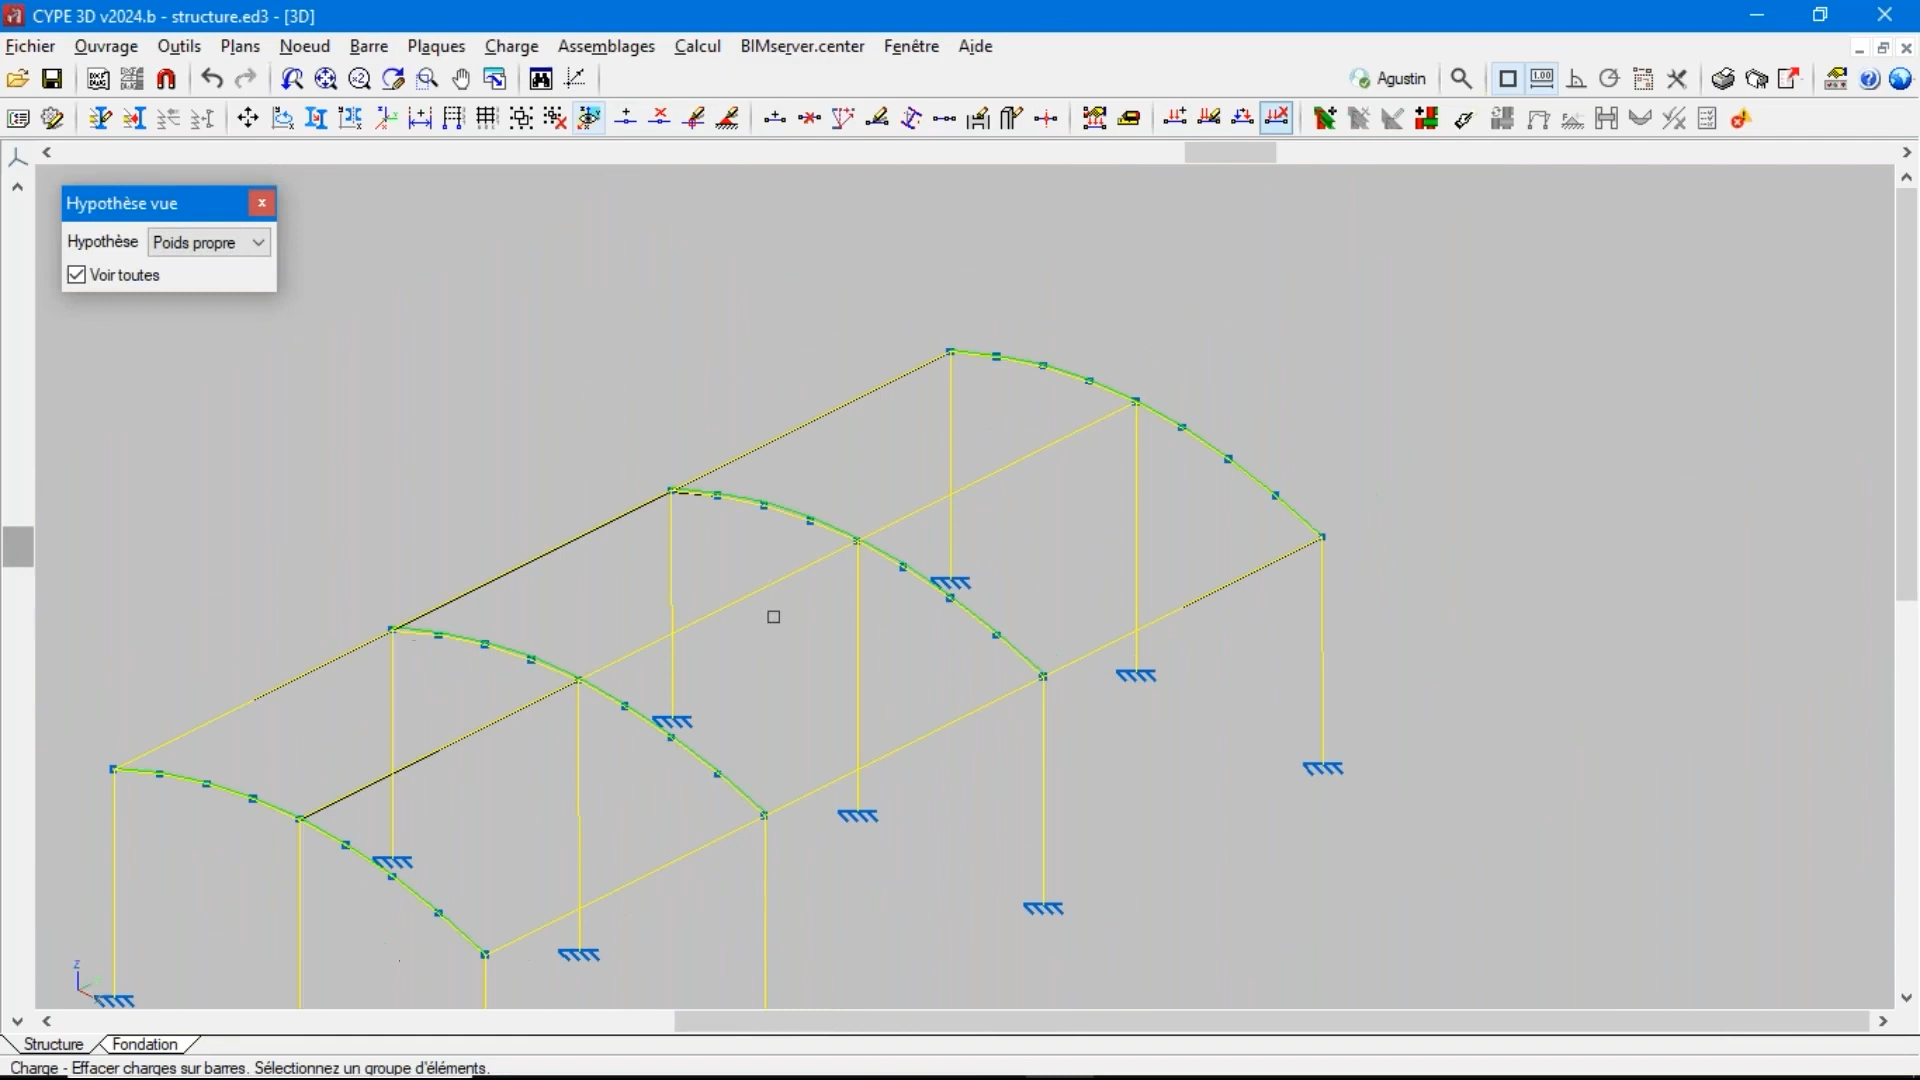 CYPE 3D v2024.b - structure.ed3 - [3D]
Fichier Ouvrage Outils Plans Noeud Barre Plaques Charge Assemblages Calcul BIMserver.center Fenêtre Aide
Agustin
Hypothèse vue
Hypothèse Poids propre
Voir toutes
z
Structure Fondation
Charge - Effacer charges sur barres. Sélectionnez un groupe d'éléments.